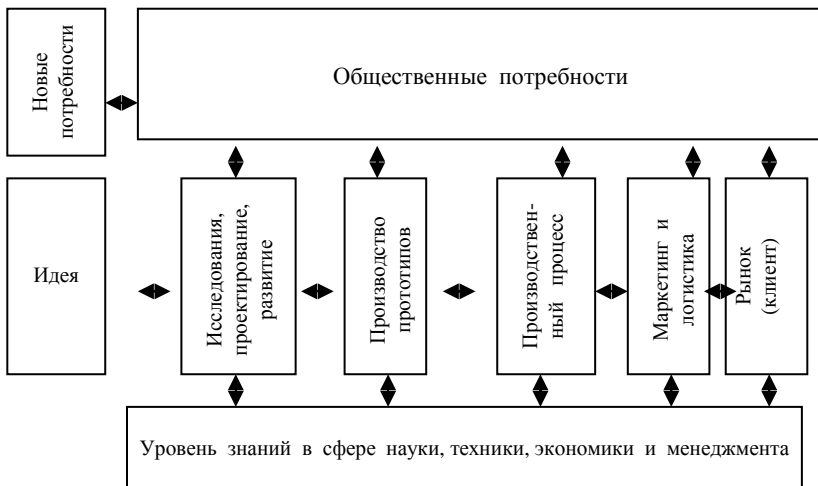 Новые
потребности
Общественные потребности
Идея
Исследования,
проектирование,
развитие
Производство
прототипов
Производствен-
ный процесс
Маркетинг и
логистика
Рынок
(клиент)
Уровень знаний в сфере науки, техники, экономики и менеджмента